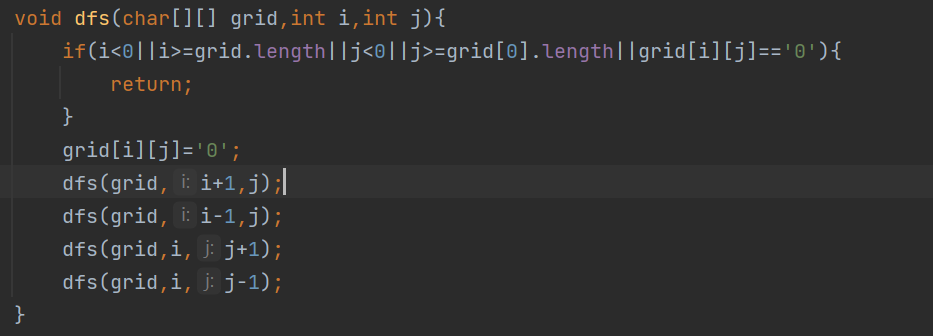 void dfs(char[][] grid,int i,int j){
    if(i<0||i>=grid.length||j<0||j>=grid[0].length||grid[i][j]=='0'){
        return;
    }
    grid[i][j]='0';
    dfs(grid, i: i+1,j);
    dfs(grid, i: i-1,j);
    dfs(grid,i, j: j+1);
    dfs(grid,i, j: j-1);
}